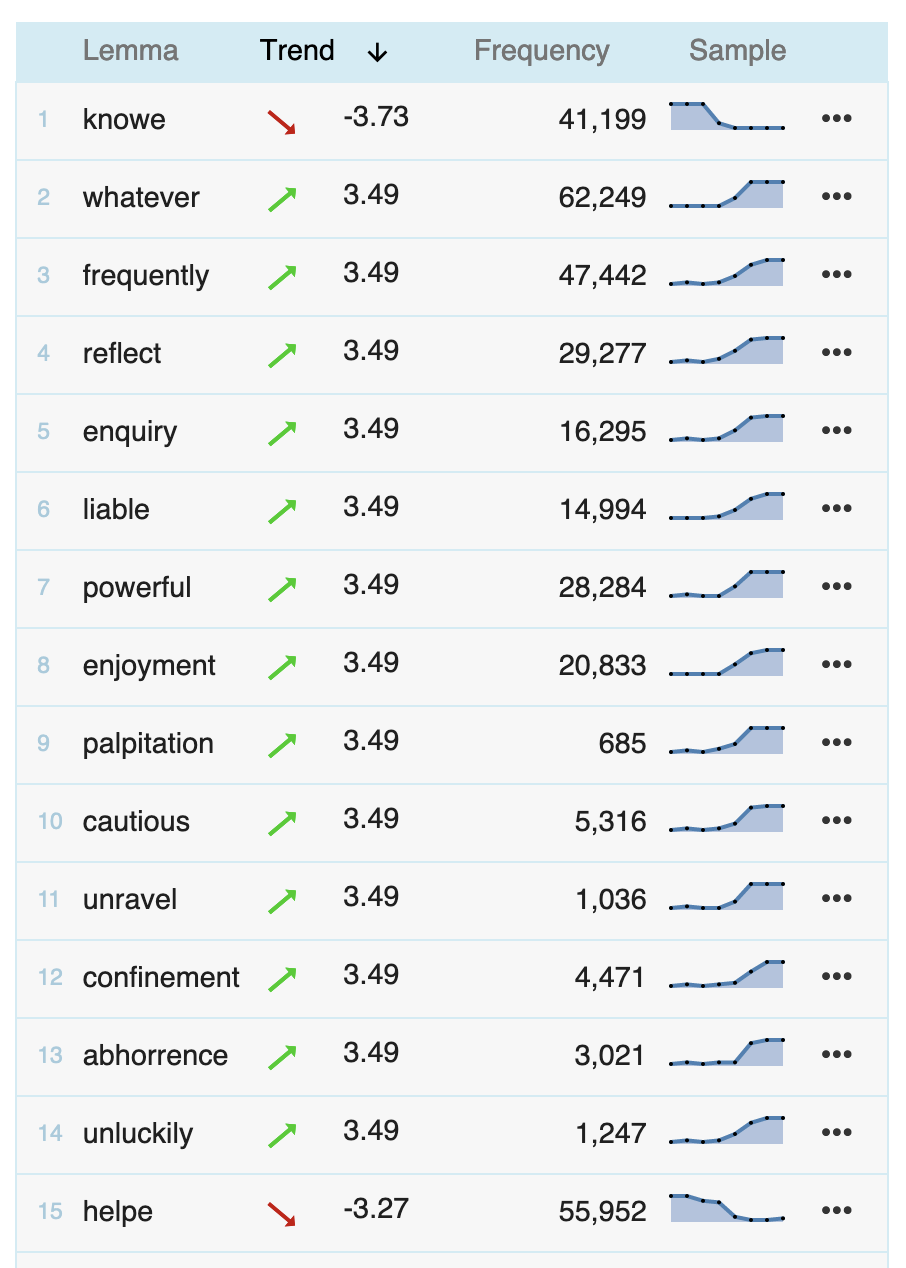 Lemma Trend ↓ Frequency Sample
1 knowe -3.73 41,199
2 whatever 3.49 62,249
3 frequently 3.49 47,442
4 reflect 3.49 29,277
5 enquiry 3.49 16,295
6 liable 3.49 14,994
7 powerful 3.49 28,284
8 enjoyment 3.49 20,833
9 palpitation 3.49 685
10 cautious 3.49 5,316
11 unravel 3.49 1,036
12 confinement 3.49 4,471
13 abhorrence 3.49 3,021
14 unluckily 3.49 1,247
15 helpe -3.27 55,952